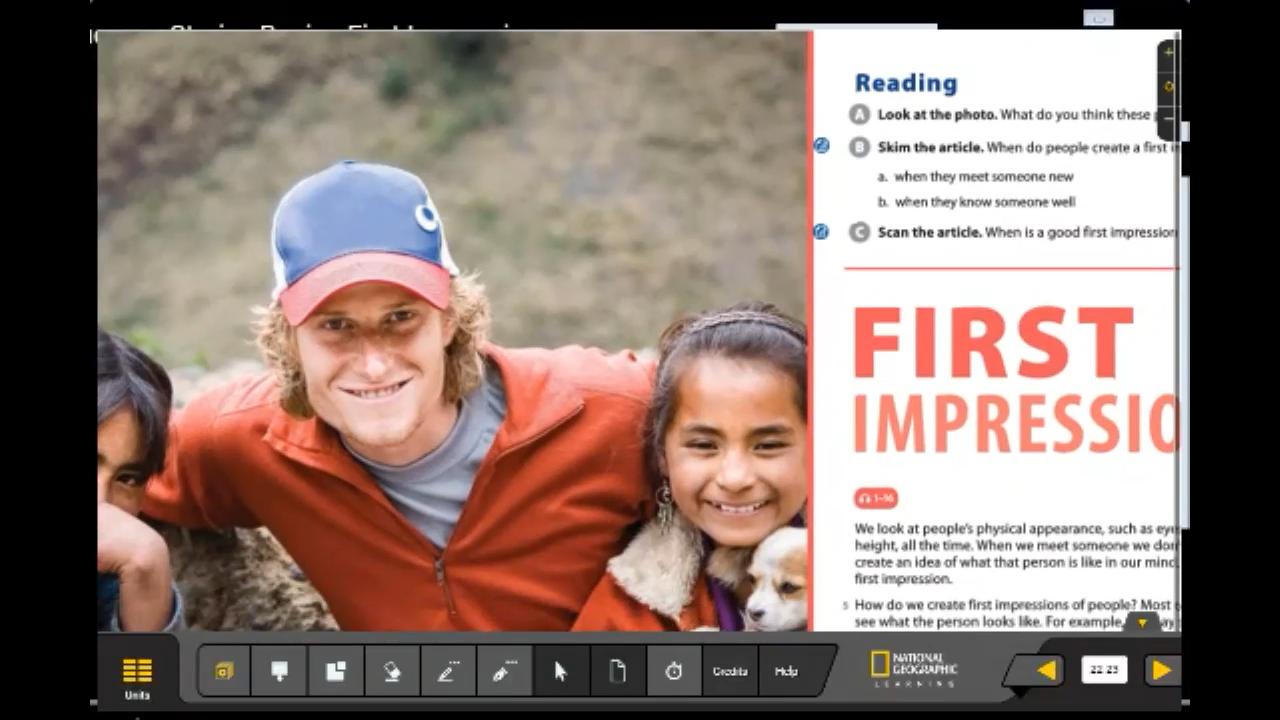 Reading
A Look at the photo. What do you think these
B Skim the article. When do people create a first
a. when they meet someone new
b. when they know someone well
C Scan the article. When is a good first impression
FIRST
IMPRESSIO
1–16
We look at people's physical appearance, such as eye
height, all the time. When we meet someone we don
create an idea of what that person is like in our mind.
first impression.
5 How do we create first impressions of people? Most
see what the person looks like. For example,
Units
Credits
Help
NATIONAL
GEOGRAPHIC
LEARNING
22-23